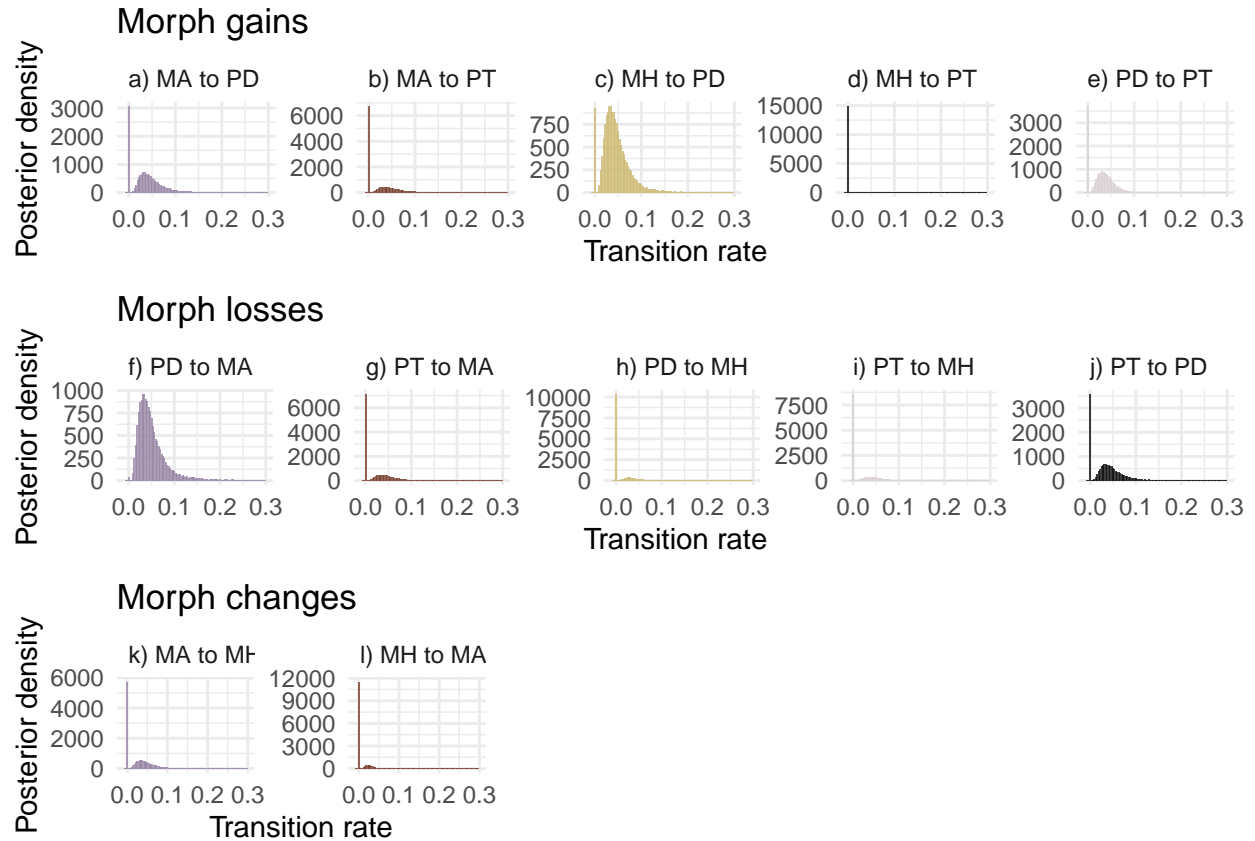 Morph gains
a) MA to PD b) MA to PT c) MH to PD d) MH to PT e) PD to PT
Posterior density
3000 2000 1000 0
6000 4000 2000 0
750 500 250 0
15000 10000 5000 0
3000 2000 1000 0
0.0 0.1 0.2 0.3 0.0 0.1 0.2 0.3 0.0 0.1 0.2 0.3 0.0 0.1 0.2 0.3 0.0 0.1 0.2 0.3
Transition rate
Morph losses
f) PD to MA g) PT to MA h) PD to MH i) PT to MH j) PT to PD
Posterior density
1000 750 500 250 0
6000 4000 2000 0
10000 7500 5000 2500 0
7500 5000 2500 0
3000 2000 1000 0
0.0 0.1 0.2 0.3 0.0 0.1 0.2 0.3 0.0 0.1 0.2 0.3 0.0 0.1 0.2 0.3 0.0 0.1 0.2 0.3
Transition rate
Morph changes
k) MA to MH l) MH to MA
Posterior density
6000 4000 2000 0
12000 9000 6000 3000 0
0.0 0.1 0.2 0.3 0.0 0.1 0.2 0.3
Transition rate